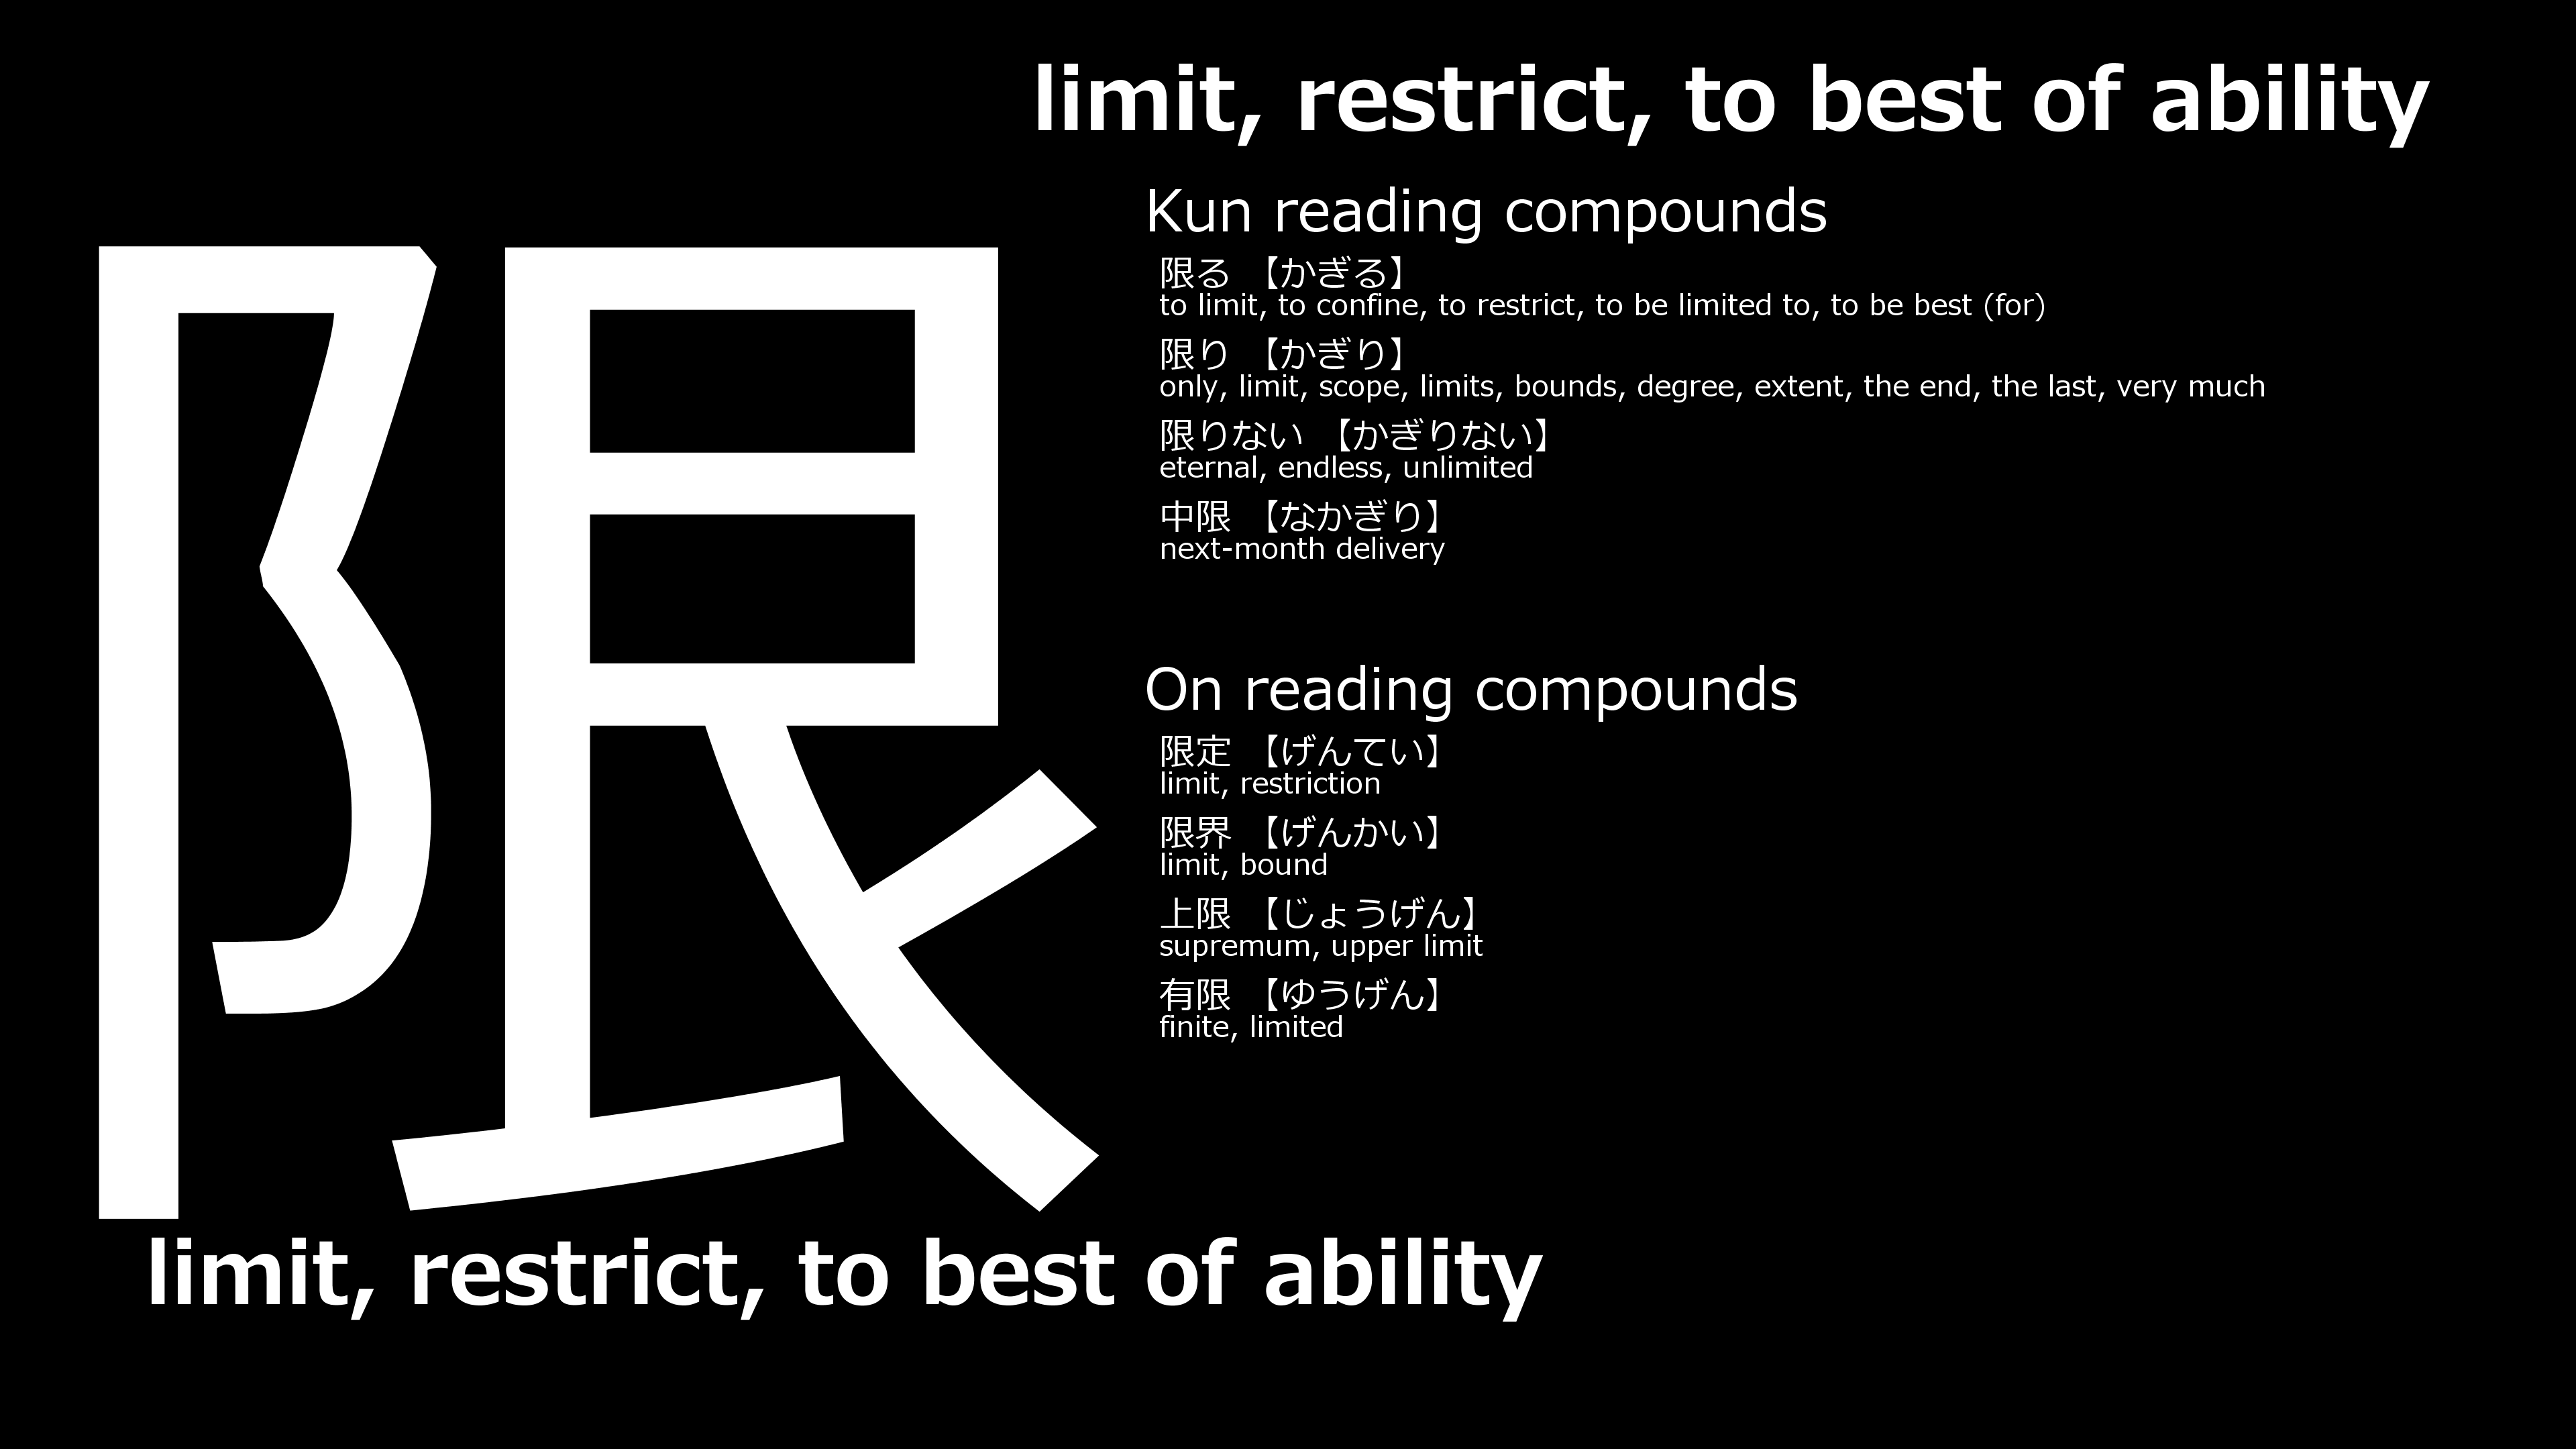 limit, restrict, to best of ability
限
Kun reading compounds
限る 【かぎる】
to limit, to confine, to restrict, to be limited to, to be best (for)
限り 【かぎり】
only, limit, scope, limits, bounds, degree, extent, the end, the last, very much
限りない 【かぎりない】
eternal, endless, unlimited
中限 【なかぎり】
next-month delivery
On reading compounds
限定 【げんてい】
limit, restriction
限界 【げんかい】
limit, bound
上限 【じょうげん】
supremum, upper limit
有限 【ゆうげん】
finite, limited
limit, restrict, to best of ability